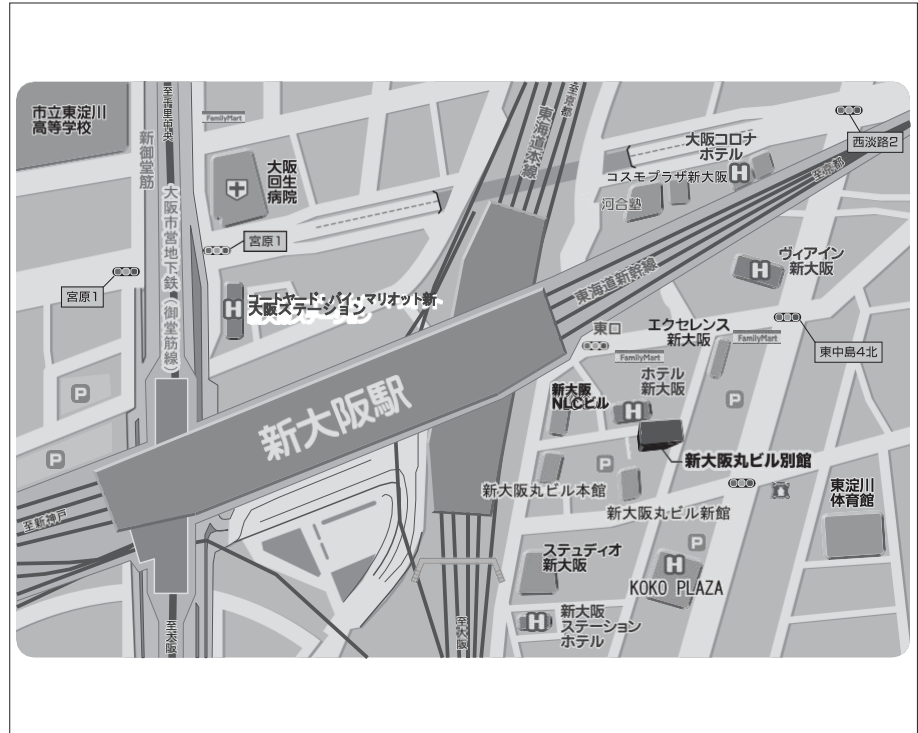 市立東淀川
高等学校
新御堂筋
至千里中央
大阪市営地下鉄(御堂筋線)
FamilyMart
大阪
回生
病院
宮原1
宮原1
コートヤード・バイ・マリオット新
大阪ステーション
東海道本線
至京都
大阪コロナ
ホテル
コスモプラザ新大阪
河合塾
西淡路2
至京都
東海道新幹線
ヴィアイン
新大阪
東口
エクセレンス
新大阪
FamilyMart
FamilyMart
東中島4北
ホテル
新大阪
新大阪
NLCビル
新大阪駅
P
P
P
P
P
H
H
H
H
H
H
新大阪丸ビル別館
新大阪丸ビル本館
新大阪丸ビル新館
東淀川
体育館
至新神戸
ステュディオ
新大阪
KOKO PLAZA
新大阪
ステーション
ホテル
至大阪
至大阪